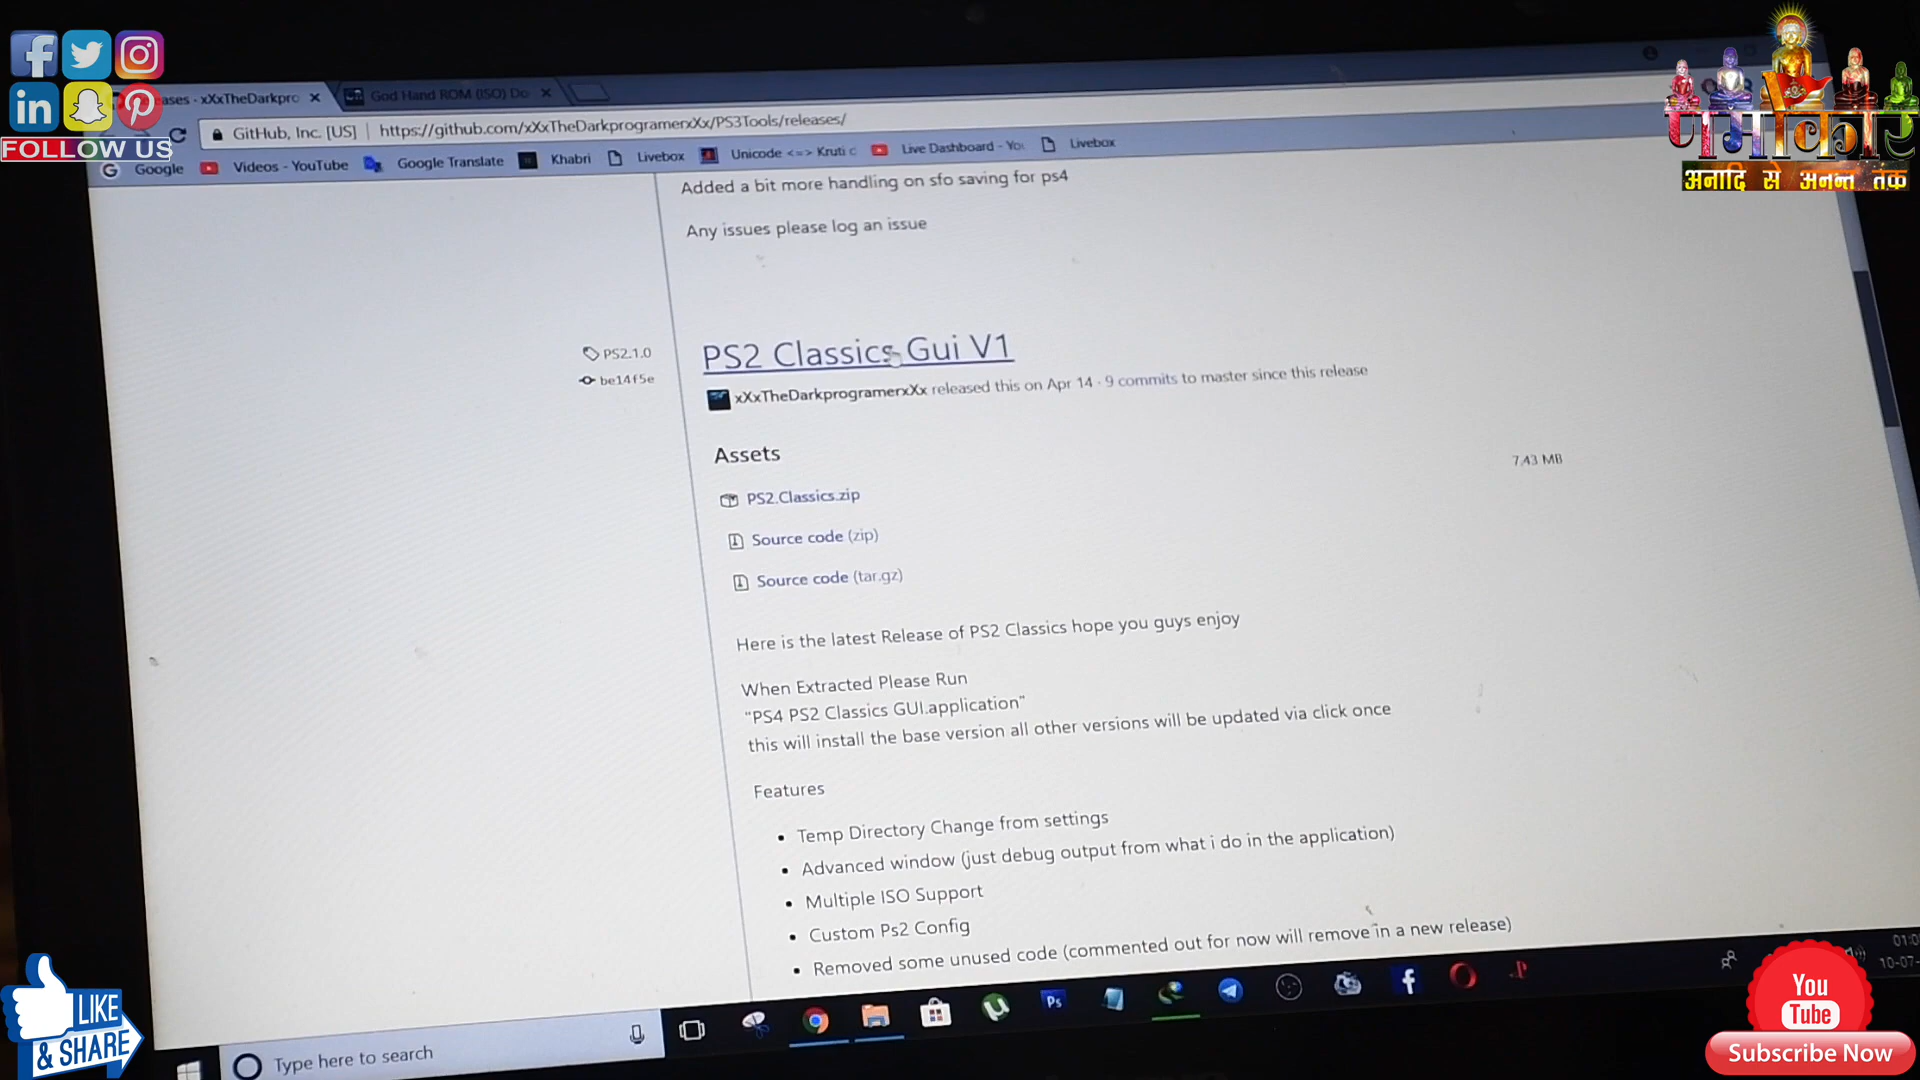 FOLLOW US
in
ases - xXxTheDarkpro
God Hand ROM (ISO) Do
GitHub, Inc. [US] | https://github.com/xXxTheDarkprogramerxXx/PS3Tools/releases/
G Google
Videos - YouTube
Google Translate
Khabri
Livebox
Unicode <=> Kruti
Live Dashboard - You
Livebox
णमोकार
अनादि से अनन्त तक
Added a bit more handling on sfo saving for ps4
Any issues please log an issue
PS2.1.0
be14f5e
PS2 Classics Gui V1
xXxTheDarkprogramerxXx released this on Apr 14 · 9 commits to master since this release
Assets
7.43 MB
PS2.Classics.zip
Source code (zip)
Source code (tar.gz)
Here is the latest Release of PS2 Classics hope you guys enjoy
When Extracted Please Run
"PS4 PS2 Classics GUI.application"
this will install the base version all other versions will be updated via click once
Features
Temp Directory Change from settings
Advanced window (just debug output from what i do in the application)
Multiple ISO Support
Custom Ps2 Config
Removed some unused code (commented out for now will remove in a new release)
Type here to search
Ps
LIKE
& SHARE
You
Tube
Subscribe Now